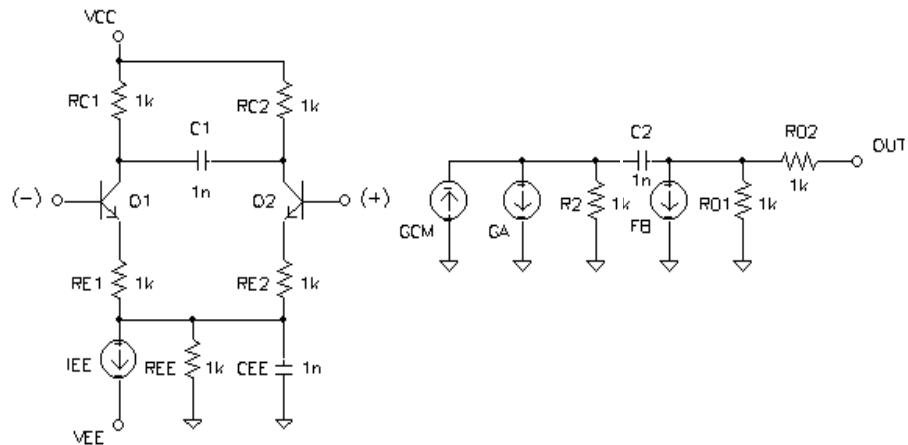 VCC
RC1 1k RC2 1k
C1
1n
(-) Q1 Q2 (+)
RE1 1k RE2 1k
IEE REE 1k CEE 1n
VEE
C2 RO2 OUT
1n 1k
GCM GA R2 1k FB RO1 1k